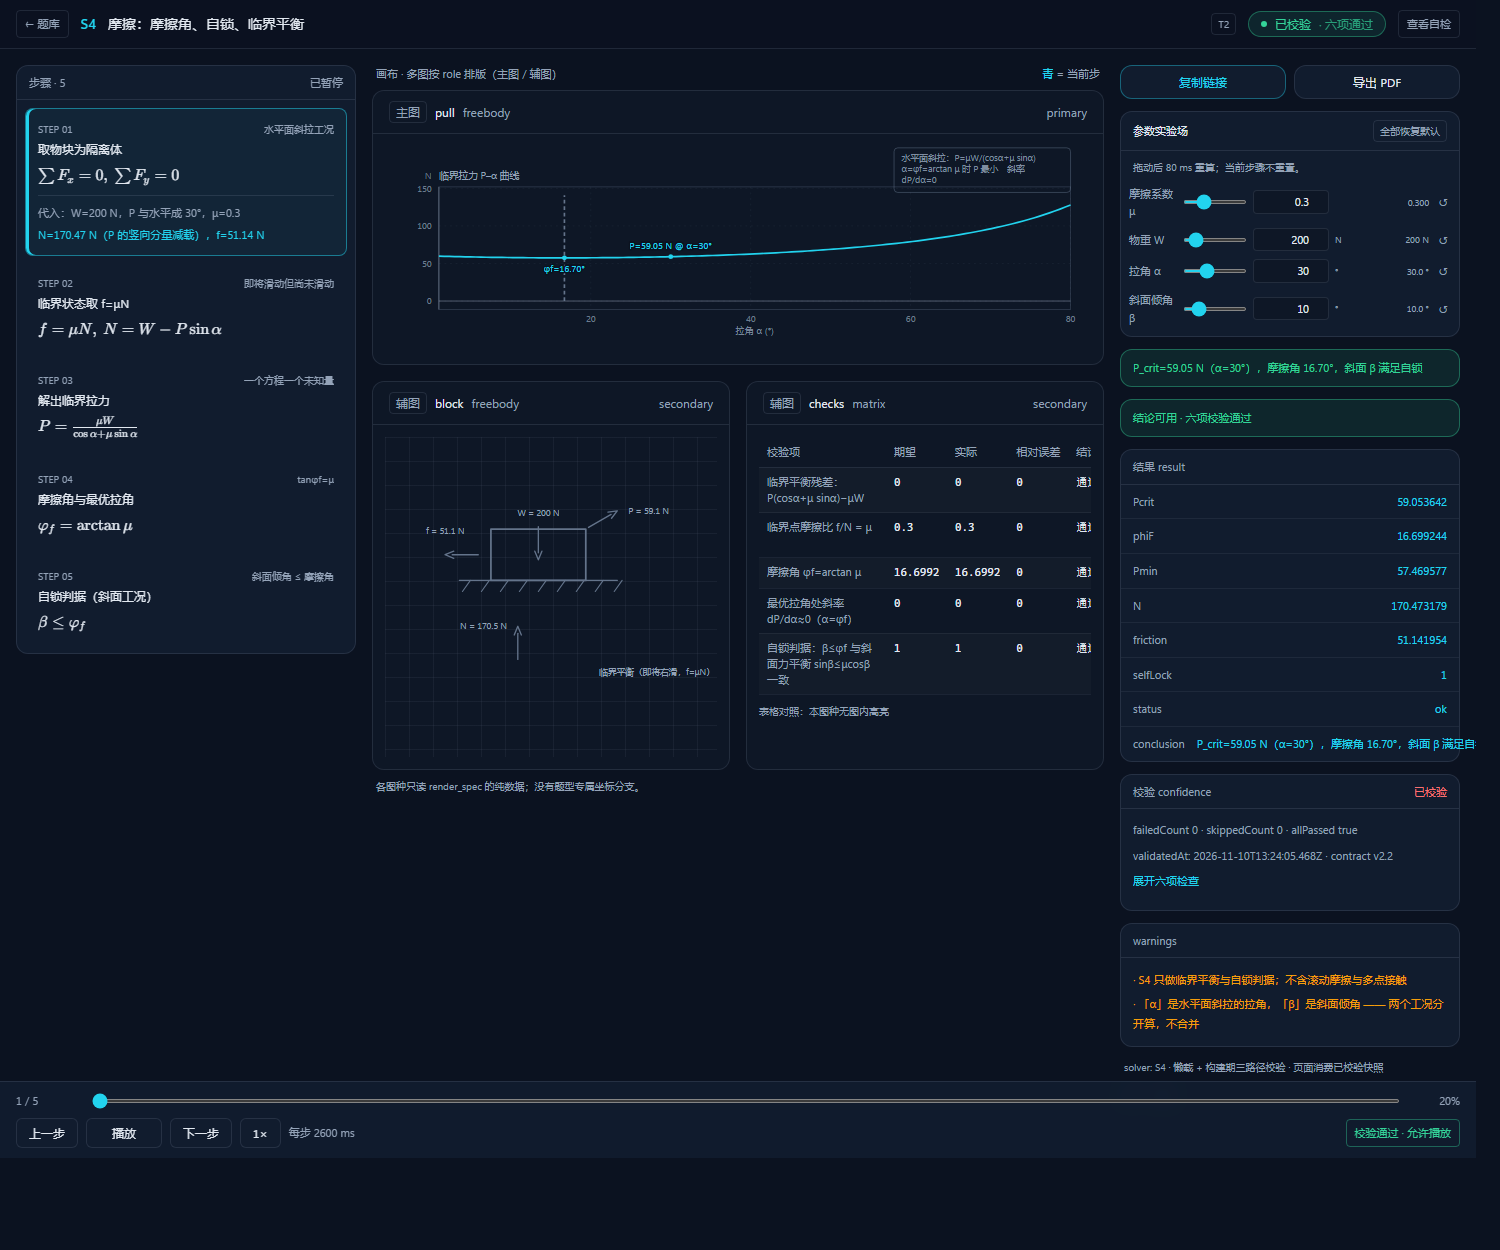 ← 题库 S4 摩擦：摩擦角、自锁、临界平衡
T2 已校验 · 六项通过 查看自检
步骤 · 5 已暂停
STEP 01 水平面斜拉工况
取物块为隔离体
∑Fx = 0, ∑Fy = 0
代入：W=200 N，P 与水平成 30°，μ=0.3
N=170.47 N（P 的竖向分量减载），f=51.14 N
STEP 02 即将滑动但尚未滑动
临界状态取 f=μN
f = μN, N = W − P sin α
STEP 03 一个方程一个未知量
解出临界拉力
P = μW / (cos α+μ sin α)
STEP 04 tanφf=μ
摩擦角与最优拉角
φf = arctan μ
STEP 05 斜面倾角 ≤ 摩擦角
自锁判据（斜面工况）
β ≤ φf
画布 · 多图按 role 排版（主图 / 辅图） 青 = 当前步
主图 pull freebody primary
水平面斜拉：P=μW/(cosα+μ sinα)
α=φf=arctan μ 时 P 最小 斜率
dP/dα=0
N 临界拉力 P–α 曲线
150
100
50
0
P=59.05 N @ α=30°
φf=16.70°
20 40 60 80
拉角 α (°)
辅图 block freebody secondary
W = 200 N
P = 59.1 N
f = 51.1 N
N = 170.5 N
临界平衡（即将右滑，f=μN）
辅图 checks matrix secondary
校验项 期望 实际 相对误差
临界平衡残差： 0 0 0
P(cosα+μ sinα)−μW
临界点摩擦比 f/N = μ 0.3 0.3 0
摩擦角 φf=arctan μ 16.6992 16.6992 0
最优拉角处斜率 0 0 0
dP/dα≈0（α=φf）
自锁判据：β≤φf 与斜 1 1 0
面力平衡 sinβ≤μcosβ
一致
表格对照：本图种无图内高亮
各图种只读 render_spec 的纯数据；没有题型专属坐标分支。
复制链接 导出 PDF
参数实验场 全部恢复默认
拖动后 80 ms 重算；当前步骤不重置。
摩擦系数 μ 0.3 0.300 ↺
物重 W 200 N 200 N ↺
拉角 α 30 ° 30.0 ° ↺
斜面倾角 β 10 ° 10.0 ° ↺
P_crit=59.05 N（α=30°），摩擦角 16.70°，斜面 β 满足自锁
结论可用 · 六项校验通过
结果 result
Pcrit 59.053642
phiF 16.699244
Pmin 57.469577
N 170.473179
friction 51.141954
selfLock 1
status ok
conclusion P_crit=59.05 N（α=30°），摩擦角 16.70°，斜面 β 满足自
校验 confidence 已校验
failedCount 0 · skippedCount 0 · allPassed true
validatedAt: 2026-11-10T13:24:05.468Z · contract v2.2
展开六项检查
warnings
· S4 只做临界平衡与自锁判据；不含滚动摩擦与多点接触
· 「α」是水平面斜拉的拉角，「β」是斜面倾角 —— 两个工况分
开算，不合并
solver: S4 · 懒载 + 构建期三路径校验 · 页面消费已校验快照
1 / 5 20%
上一步 播放 下一步 1× 每步 2600 ms 校验通过 · 允许播放